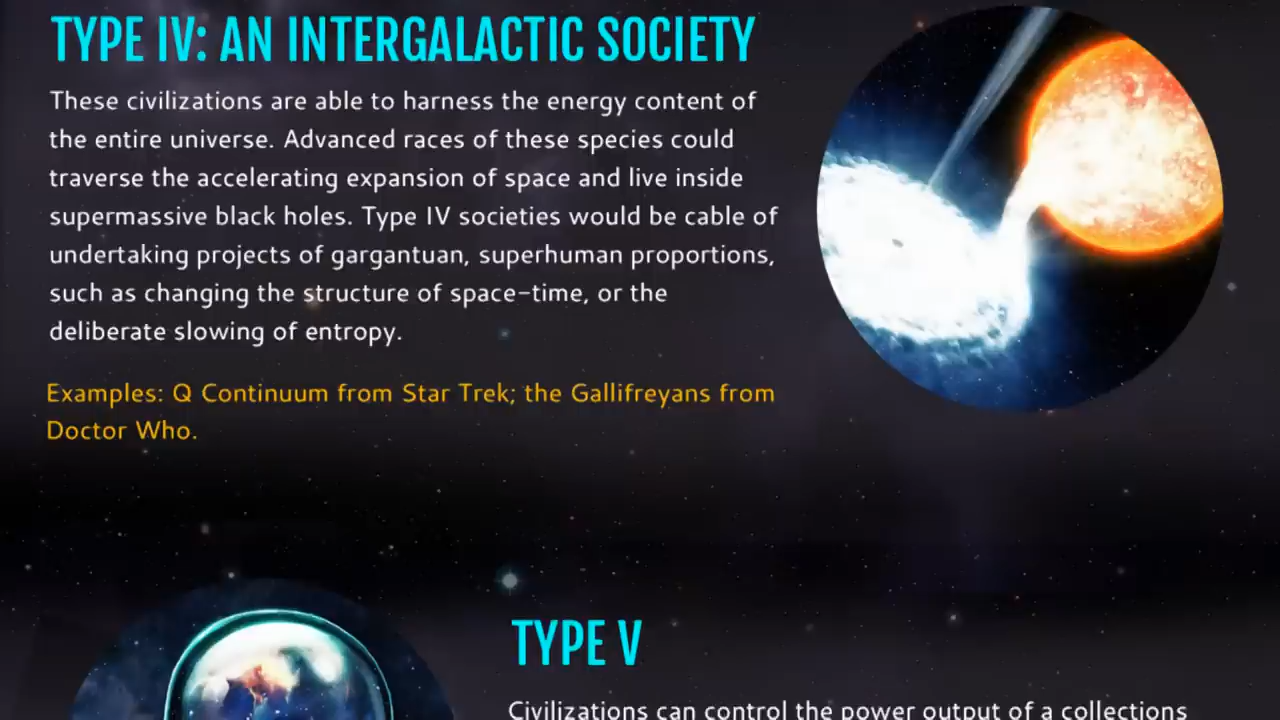 TYPE IV: AN INTERGALACTIC SOCIETY
These civilizations are able to harness the energy content of
the entire universe. Advanced races of these species could
traverse the accelerating expansion of space and live inside
supermassive black holes. Type IV societies would be cable of
undertaking projects of gargantuan, superhuman proportions,
such as changing the structure of space-time, or the
deliberate slowing of entropy.
Examples: Q Continuum from Star Trek; the Gallifreyans from
Doctor Who.
TYPE V
Civilizations can control the power output of a collections